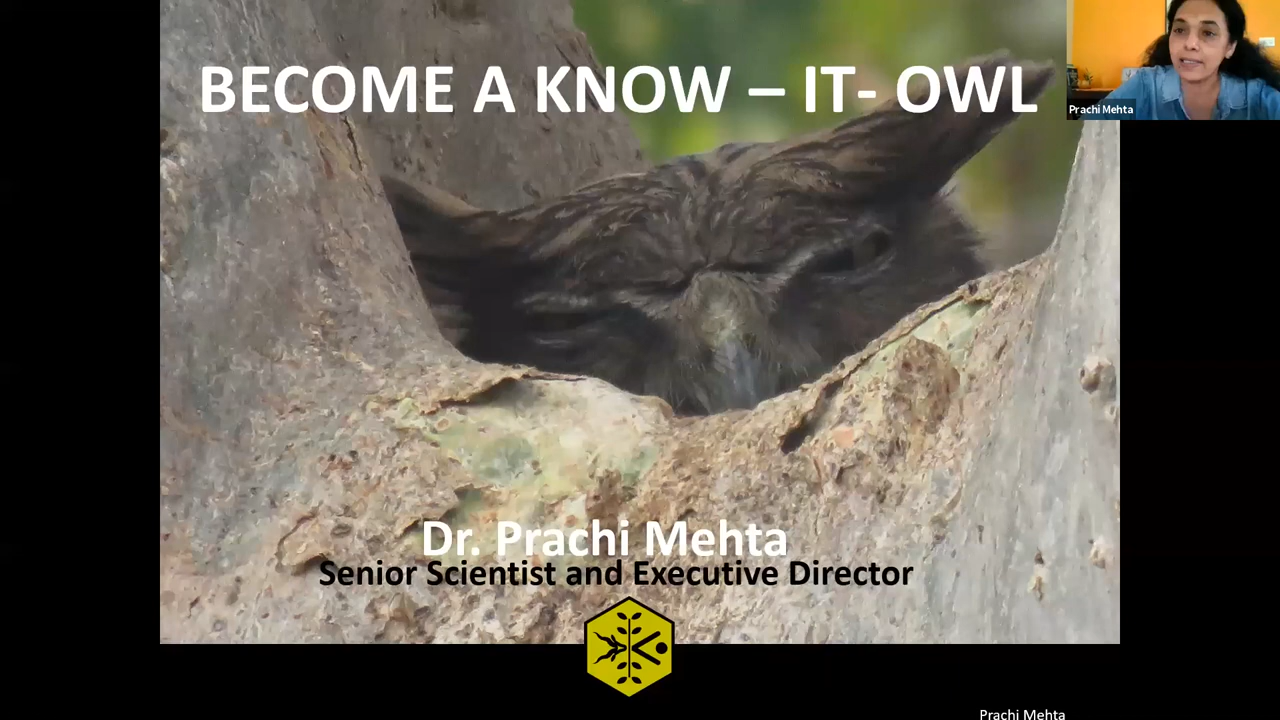 BECOME A KNOW – IT- OWL
Prachi Mehta
Dr. Prachi Mehta
Senior Scientist and Executive Director
Prachi Mehta